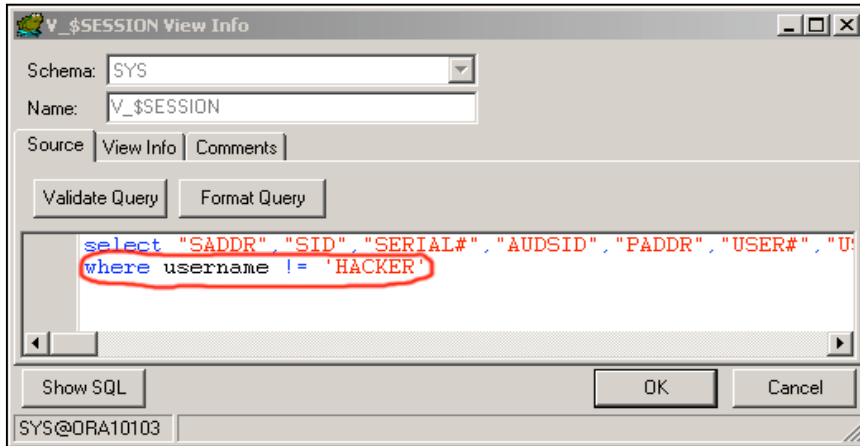 V_$SESSION View Info
Schema: SYS
Name: V_$SESSION
Source View Info Comments
Validate Query Format Query
select "SADDR","SID","SERIAL#","AUDSID","PADDR","USER#",
where username != 'HACKER'
Show SQL OK Cancel
SYS@ORA10103